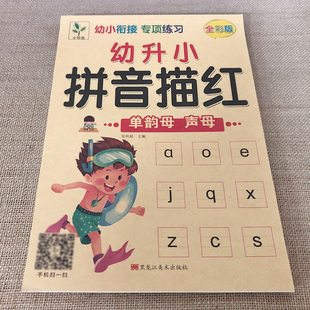 幼小衔接 专项练习
全彩版
幼升小
拼音描红
单韵母 声母
a o e
j q x
z c s
手机扫一扫
黑龙江美术出版社